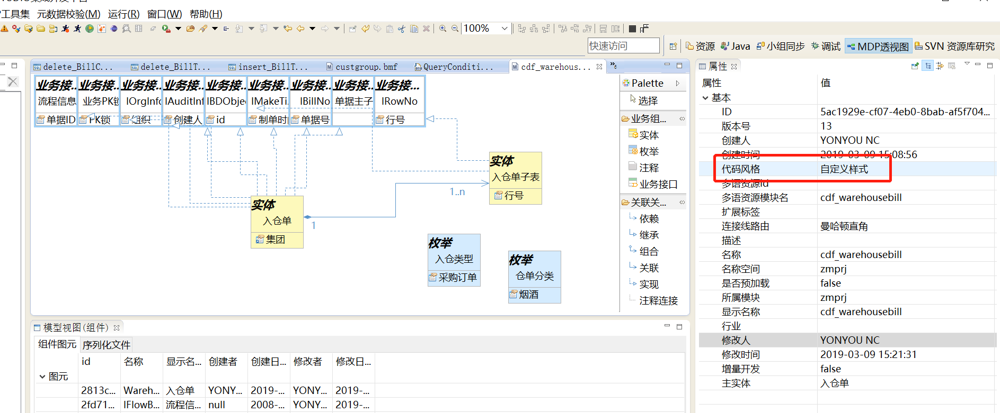 P工具集 元数据校验(M) 运行(R) 窗口(W) 帮助(H)
100%
快速访问
资源 Java 小组同步 调试 MDP透视图 SVN 资源库研究
delete_BillC... delete_BillT... insert_BillT... custgroup.bmf QueryConditi... cdf_warehous... »6
业务接... 业务接... 业务接... 业务接... 业务接... 业务接... 业务接... 业务接... 业务接...
流程信息 业务PK锁 IOrgInfo IAuditInf IBDObje IMakeTi. IBillNo 单据主子 IRowNo
单据ID PK锁 组织 创建人 id 制单时间 单据号 行号
实体
入仓单子表
行号
1..n
实体
入仓单
集团
1
枚举
入仓类型
采购订单
枚举
仓单分类
烟酒
Palette
选择
业务组...
实体
枚举
注释
业务接口
关联关...
依赖
继承
组合
关联
实现
注释连接
模型视图(组件)
组件图元 序列化文件
id 名称 显示名... 创建者 创建日... 修改者 修改日...
图元
2813c... Wareh... 入仓单 YONY... 2019-... YONY... 2019-...
2fd71... IFlowB... 流程信... null 2008-... YONY... 2019-...
属性
属性 值
基本
ID 5ac1929e-cf07-4eb0-8bab-af5f704...
版本号 13
创建人 YONYOU NC
创建时间 2019-03-09 15:08:56
代码风格 自定义样式
多语资源id
多语资源模块名 cdf_warehousebill
扩展标签
连接线路由 曼哈顿直角
描述
名称 cdf_warehousebill
名称空间 zmprj
是否预加载 false
所属模块 zmprj
显示名称 cdf_warehousebill
行业
修改人 YONYOU NC
修改时间 2019-03-09 15:21:31
增量开发 false
主实体 入仓单